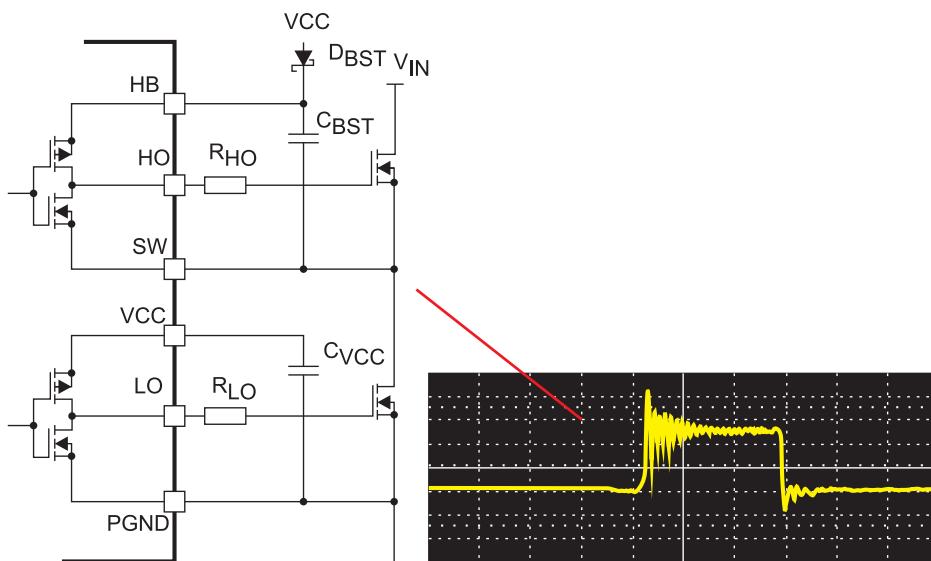 VCC
DBST
VIN
HB
CBST
HO
RHO
SW
VCC
CVCC
LO
RLO
PGND